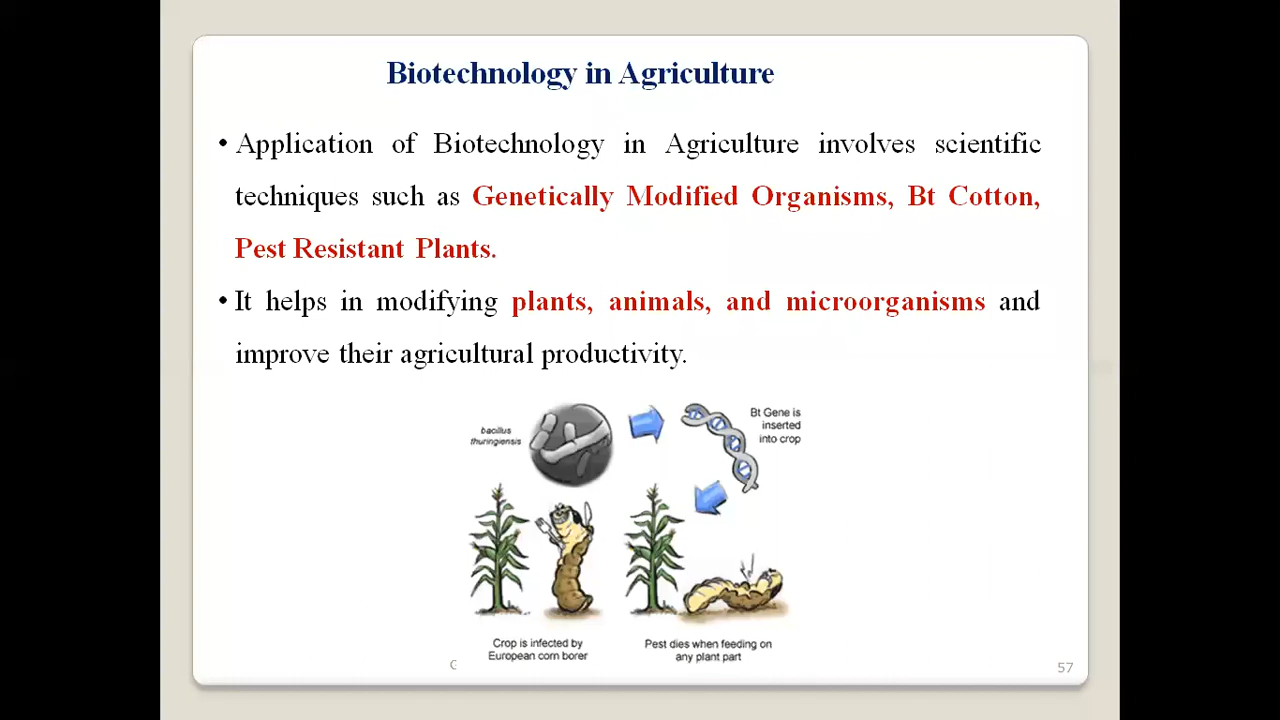 Biotechnology in Agriculture
• Application of Biotechnology in Agriculture involves scientific
techniques such as Genetically Modified Organisms, Bt Cotton,
Pest Resistant Plants.
• It helps in modifying plants, animals, and microorganisms and
improve their agricultural productivity.
bacillus
thuringiensis
Bt Gene is
inserted
into crop
Crop is infected by
European corn borer
Pest dies when feeding on
any plant part
57